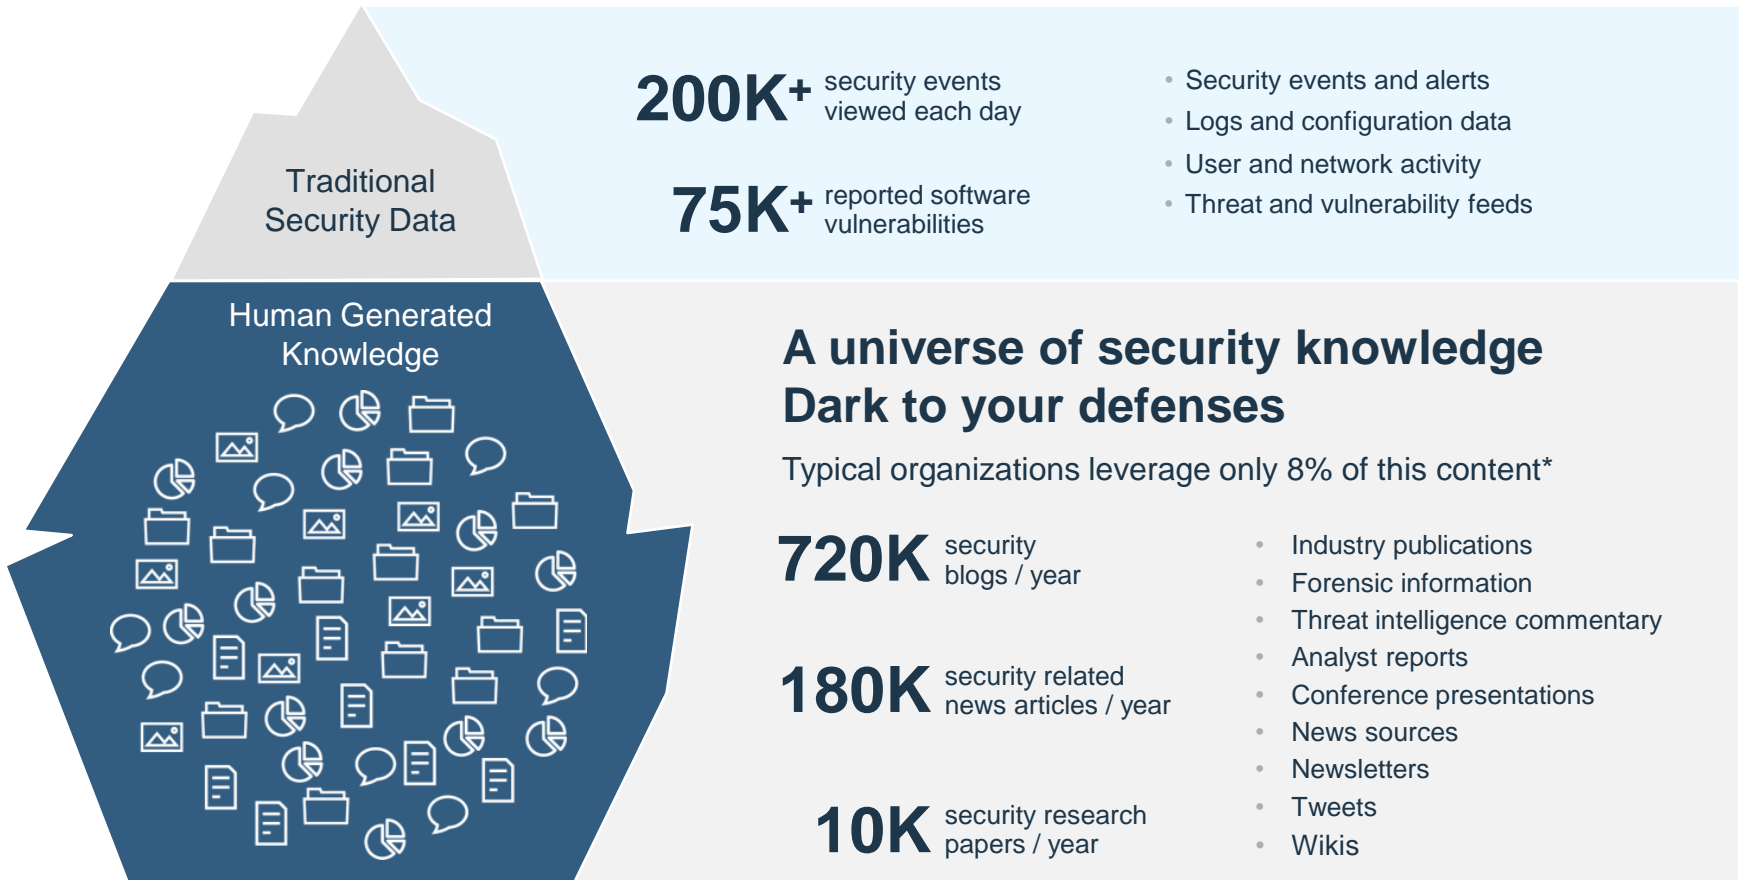 Traditional
Security Data
200K+ security events
viewed each day
75K+ reported software
vulnerabilities
• Security events and alerts
• Logs and configuration data
• User and network activity
• Threat and vulnerability feeds
Human Generated
Knowledge
A universe of security knowledge
Dark to your defenses
Typical organizations leverage only 8% of this content*
720K security
blogs / year
180K security related
news articles / year
10K security research
papers / year
• Industry publications
• Forensic information
• Threat intelligence commentary
• Analyst reports
• Conference presentations
• News sources
• Newsletters
• Tweets
• Wikis